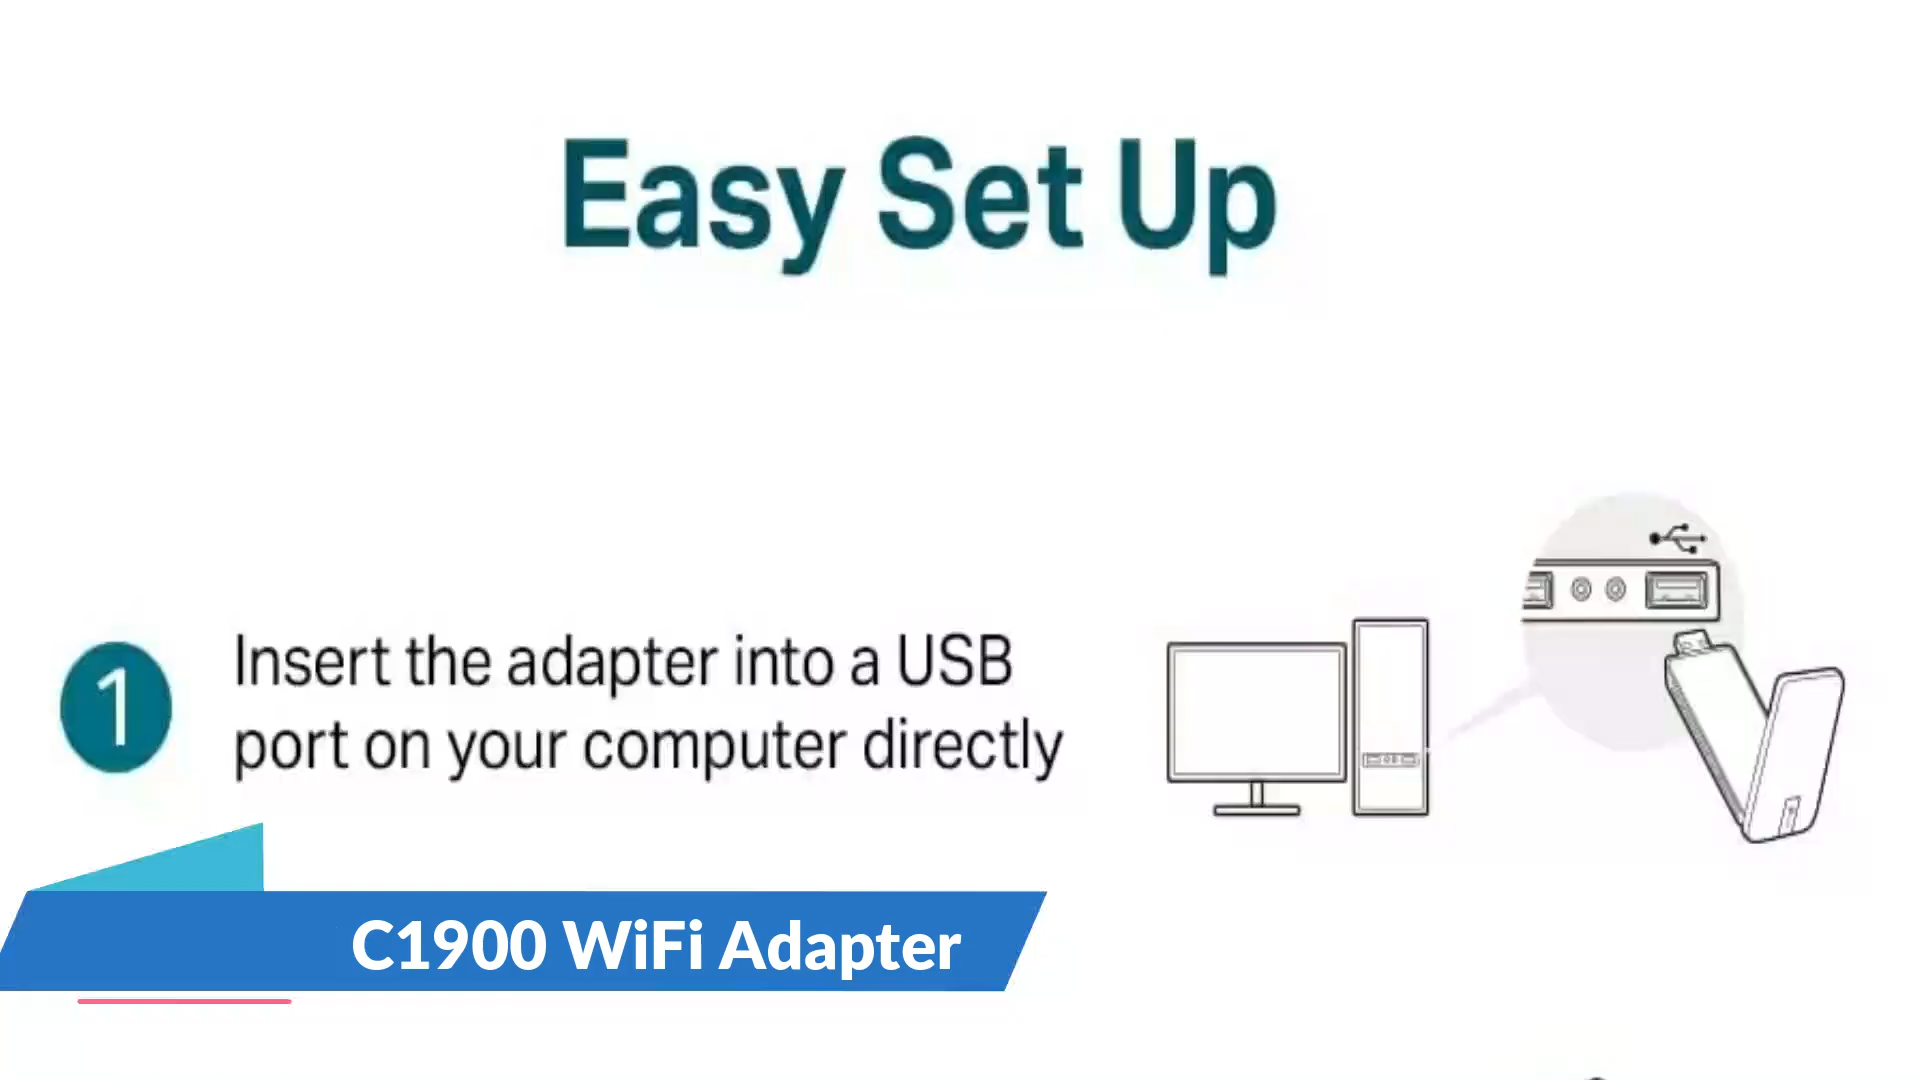 Easy Set Up
1
Insert the adapter into a USB
port on your computer directly
C1900 WiFi Adapter